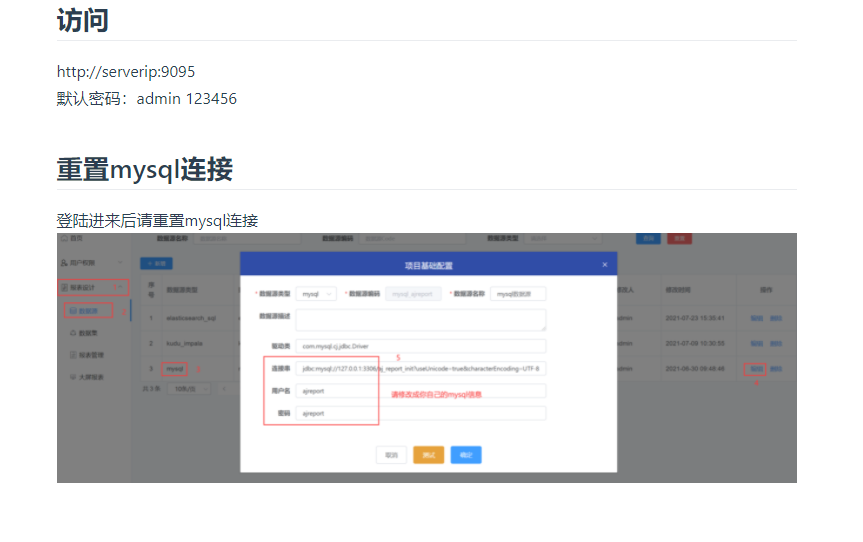 访问
http://serverip:9095
默认密码：admin 123456
重置mysql连接
登陆进来后请重置mysql连接
首页
数据源名称
数据源编码
数据源类型
用户权限
新增
报表设计
序号
数据源类型
修改人
修改时间
操作
数据源
数据集
报表管理
大屏报表
1 elasticsearch_sql admin 2021-07-23 15:30:41 编辑 删除
2 kudu_impala admin 2021-07-09 10:30:55 编辑 删除
3 mysql admin 2021-06-30 09:48:46 编辑 删除
共 3 条 10条/页
项目基础配置
* 数据源类型 mysql * 数据源编码 mysql_ajreport * 数据源名称 mysql数据源
数据源描述
驱动类 com.mysql.cj.jdbc.Driver
5
连接串 jdbc:mysql://127.0.0.1:3306/aj_report_init?useUnicode=true&characterEncoding=UTF-8
用户名 ajreport
请修改成你自己的mysql信息
密码 ajreport
取消 测试 确定